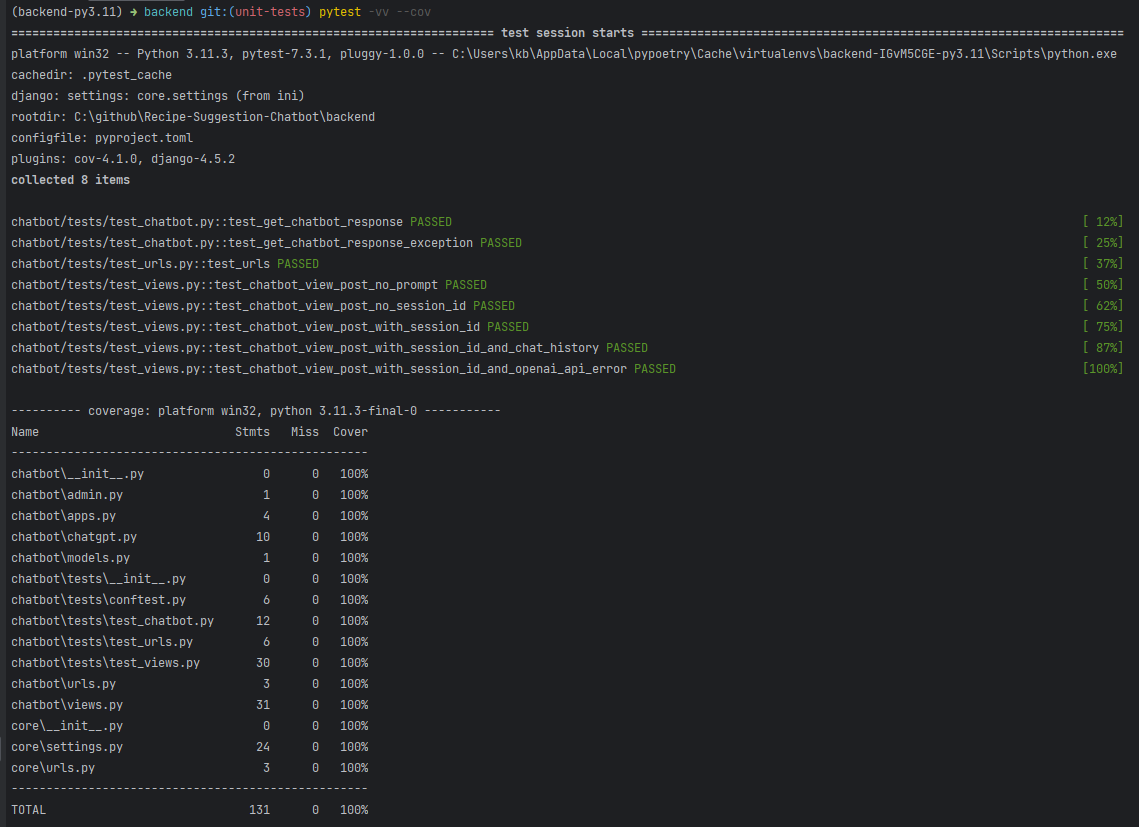 (backend-py3.11) → backend git:(unit-tests) pytest -vv --cov
==================================================================== test session starts =====================================================================
platform win32 -- Python 3.11.3, pytest-7.3.1, pluggy-1.0.0 -- C:\Users\kb\AppData\Local\pypoetry\Cache\virtualenvs\backend-IGvM5CGE-py3.11\Scripts\python.exe
cachedir: .pytest_cache
django: settings: core.settings (from ini)
rootdir: C:\github\Recipe-Suggestion-Chatbot\backend
configfile: pyproject.toml
plugins: cov-4.1.0, django-4.5.2
collected 8 items
chatbot/tests/test_chatbot.py::test_get_chatbot_response PASSED [ 12%]
chatbot/tests/test_chatbot.py::test_get_chatbot_response_exception PASSED [ 25%]
chatbot/tests/test_urls.py::test_urls PASSED [ 37%]
chatbot/tests/test_views.py::test_chatbot_view_post_no_prompt PASSED [ 50%]
chatbot/tests/test_views.py::test_chatbot_view_post_no_session_id PASSED [ 62%]
chatbot/tests/test_views.py::test_chatbot_view_post_with_session_id PASSED [ 75%]
chatbot/tests/test_views.py::test_chatbot_view_post_with_session_id_and_chat_history PASSED [ 87%]
chatbot/tests/test_views.py::test_chatbot_view_post_with_session_id_and_openai_api_error PASSED [100%]
---------- coverage: platform win32, python 3.11.3-final-0 -----------
Name Stmts Miss Cover
---------------------------------------------------
chatbot\__init__.py 0 0 100%
chatbot\admin.py 1 0 100%
chatbot\apps.py 4 0 100%
chatbot\chatgpt.py 10 0 100%
chatbot\models.py 1 0 100%
chatbot\tests\__init__.py 0 0 100%
chatbot\tests\conftest.py 6 0 100%
chatbot\tests\test_chatbot.py 12 0 100%
chatbot\tests\test_urls.py 6 0 100%
chatbot\tests\test_views.py 30 0 100%
chatbot\urls.py 3 0 100%
chatbot\views.py 31 0 100%
core\__init__.py 0 0 100%
core\settings.py 24 0 100%
core\urls.py 3 0 100%
---------------------------------------------------
TOTAL 131 0 100%